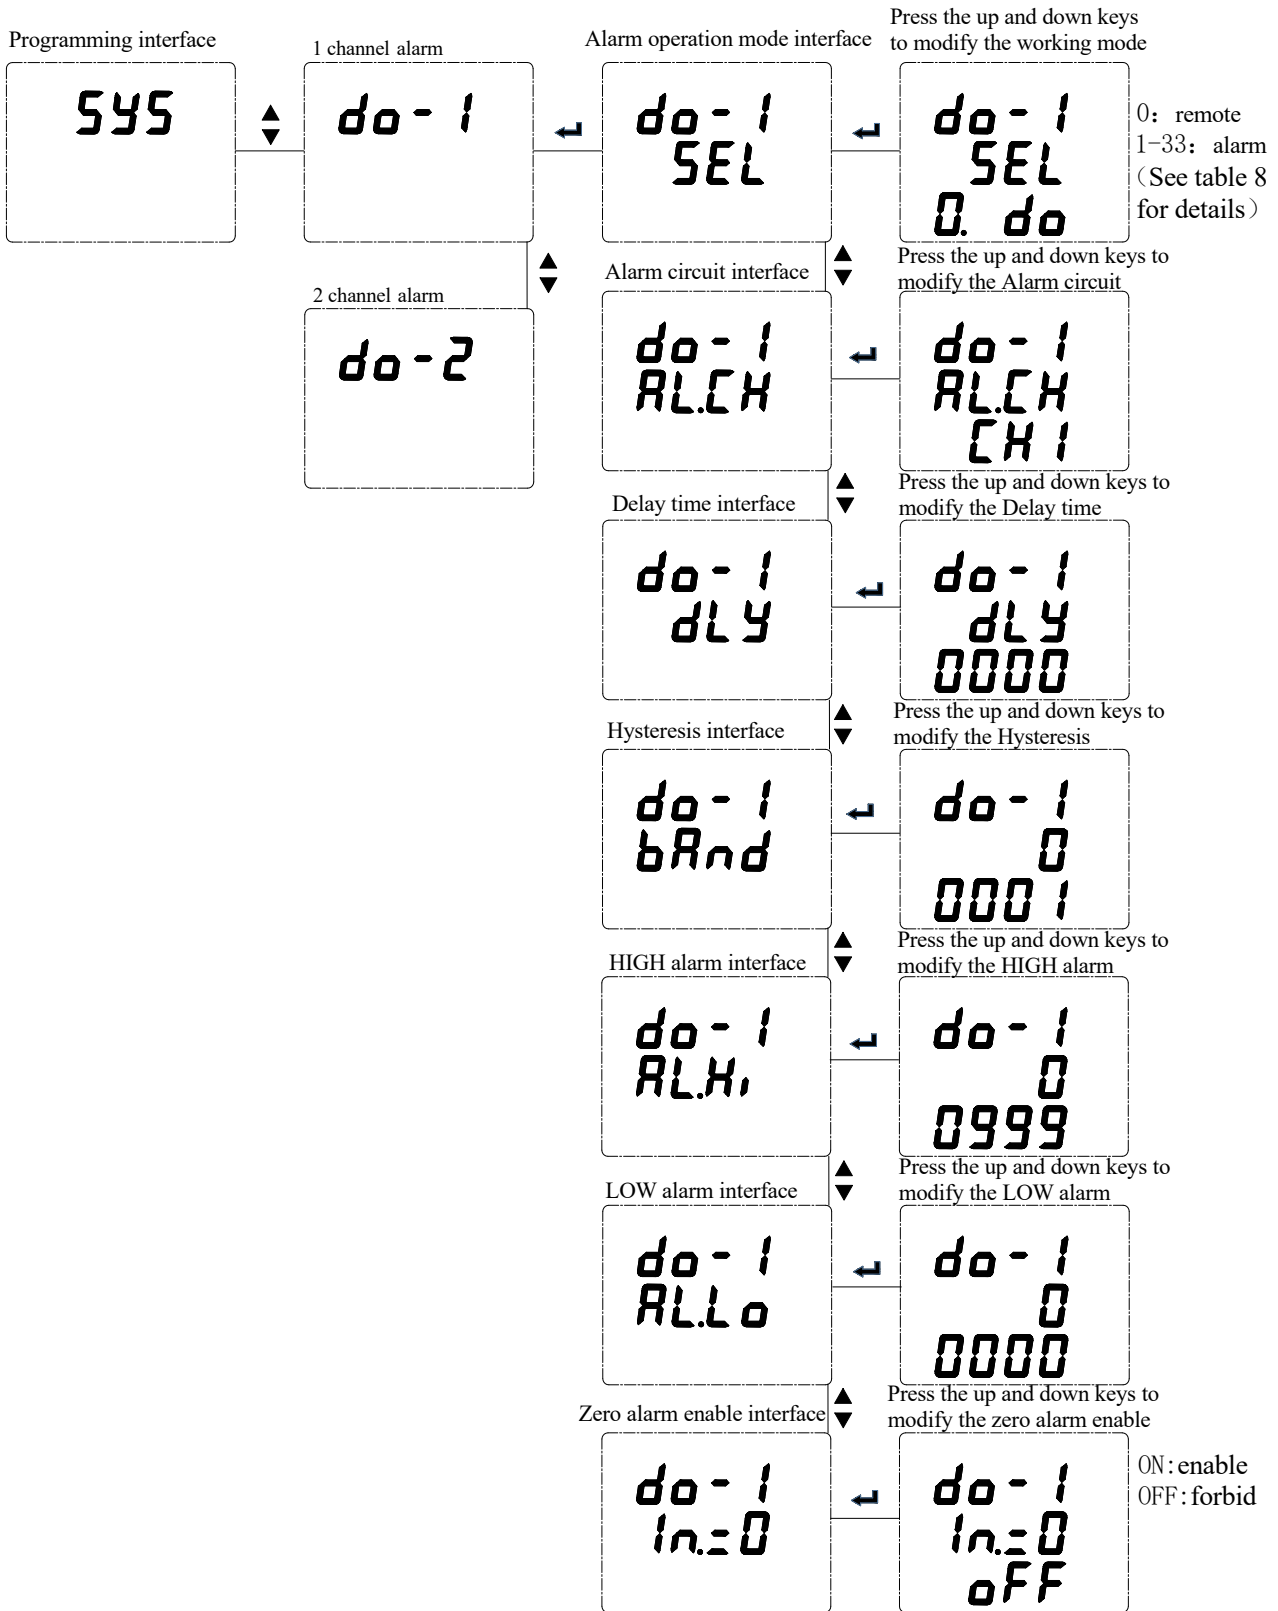 Programming interface
1 channel alarm
Alarm operation mode interface
Press the up and down keys
to modify the working mode
SYS
do-1
do-1
SEL
do-1
SEL
0. do
0: remote
1-33: alarm
(See table 8
for details)
2 channel alarm
do-2
Alarm circuit interface
Press the up and down keys to
modify the Alarm circuit
do-1
AL.CH
do-1
AL.CH
CH1
Delay time interface
Press the up and down keys to
modify the Delay time
do-1
dLY
do-1
dLY
0000
Hysteresis interface
Press the up and down keys to
modify the Hysteresis
do-1
bAnd
do-1
0
0001
HIGH alarm interface
Press the up and down keys to
modify the HIGH alarm
do-1
AL.Hi
do-1
0
0999
LOW alarm interface
Press the up and down keys to
modify the LOW alarm
do-1
AL.Lo
do-1
0
0000
Zero alarm enable interface
Press the up and down keys to
modify the zero alarm enable
do-1
In.=0
do-1
In.=0
oFF
ON:enable
OFF:forbid